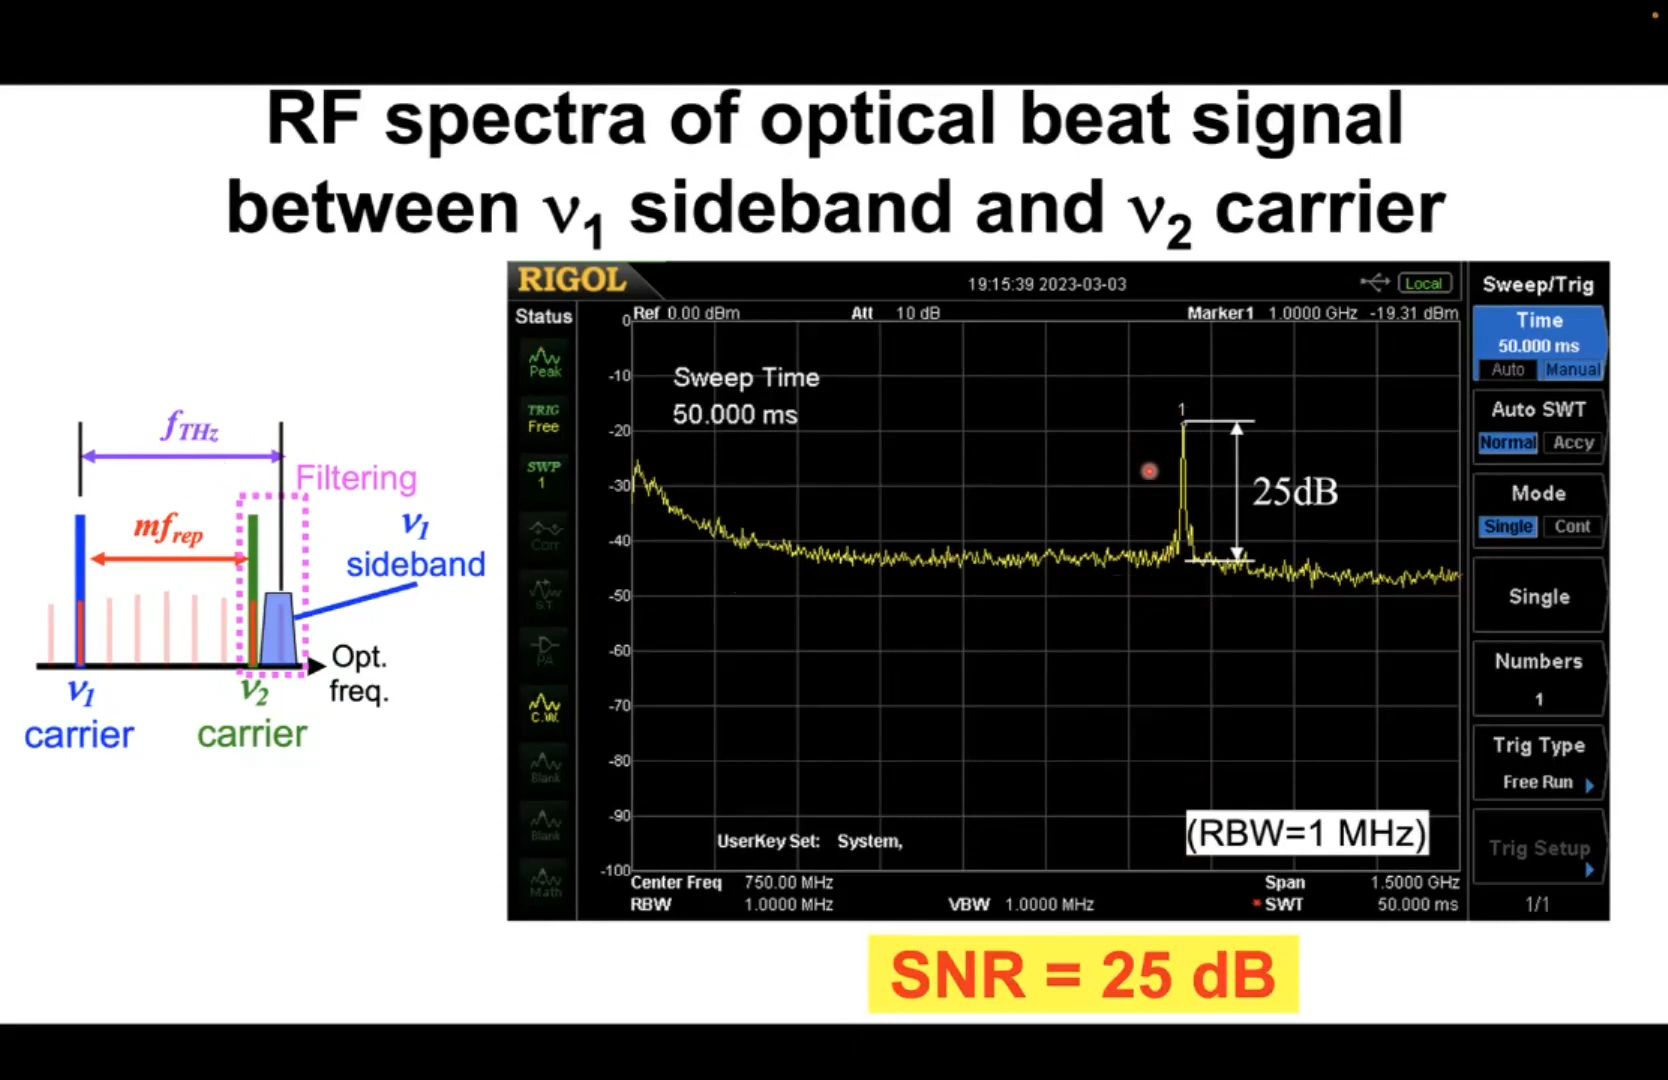 RF spectra of optical beat signal
between ν1 sideband and ν2 carrier
fTHz
Filtering
mfrep
ν1
sideband
Opt.
freq.
ν1
carrier
ν2
carrier
RIGOL
19:15:39 2023-03-03
Local
Status
Ref 0.00 dBm
Att 10 dB
Marker1 1.0000 GHz -19.31 dBm
Peak
TRIG
Free
SWP
1
Corr
S.T
PA
C.W.
Blank
Blank
Math
0
-10
-20
-30
-40
-50
-60
-70
-80
-90
-100
Sweep Time
50.000 ms
1
25dB
(RBW=1 MHz)
UserKey Set: System,
Center Freq 750.00 MHz
Span 1.5000 GHz
RBW 1.0000 MHz
VBW 1.0000 MHz
*SWT 50.000 ms
Sweep/Trig
Time
50.000 ms
Auto Manual
Auto SWT
Normal Accy
Mode
Single Cont
Single
Numbers
1
Trig Type
Free Run
Trig Setup
1/1
SNR = 25 dB